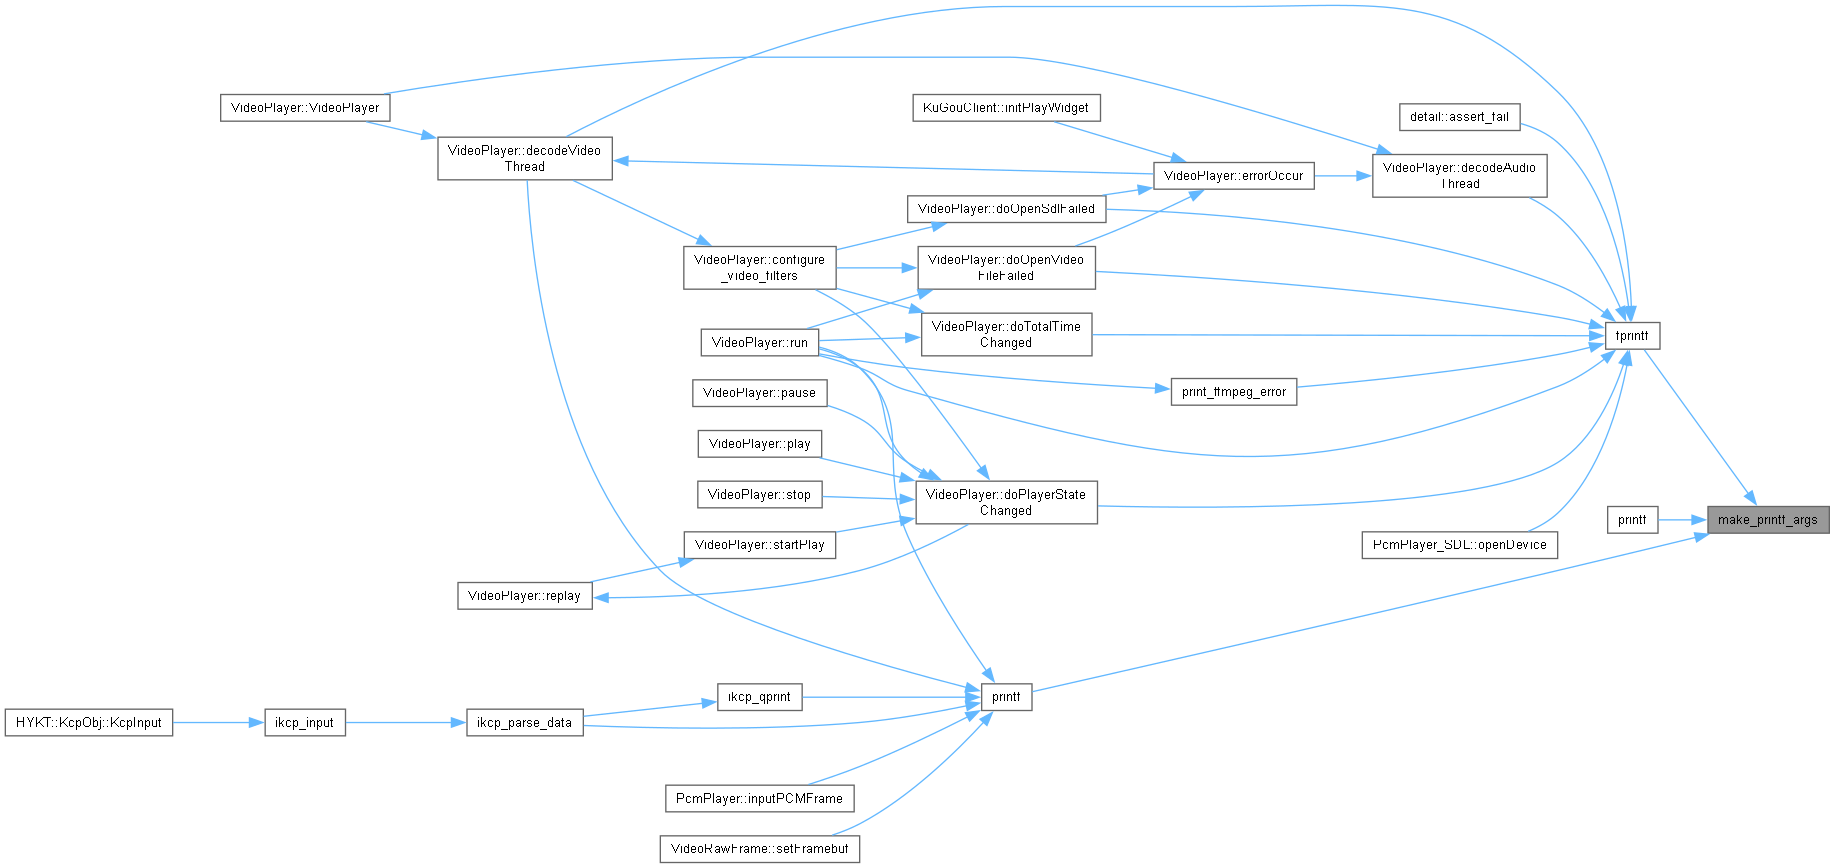 VideoPlayer::VideoPlayer
VideoPlayer::decodeVideo
Thread
KuGouClient::initPlayWidget
detail::assert_fail
VideoPlayer::decodeAudio
Thread
VideoPlayer::errorOccur
VideoPlayer::doOpenSdlFailed
VideoPlayer::configure
_video_filters
VideoPlayer::doOpenVideo
FileFailed
VideoPlayer::doTotalTime
Changed
VideoPlayer::run
fprintf
print_ffmpeg_error
VideoPlayer::pause
VideoPlayer::play
VideoPlayer::stop
VideoPlayer::doPlayerState
Changed
printf
make_printf_args
VideoPlayer::startPlay
PcmPlayer_SDL::openDevice
VideoPlayer::replay
ikcp_qprint
printf
HYKT::KcpObj::KcpInput
ikcp_input
ikcp_parse_data
PcmPlayer::inputPCMFrame
VideoRawFrame::setFramebuf